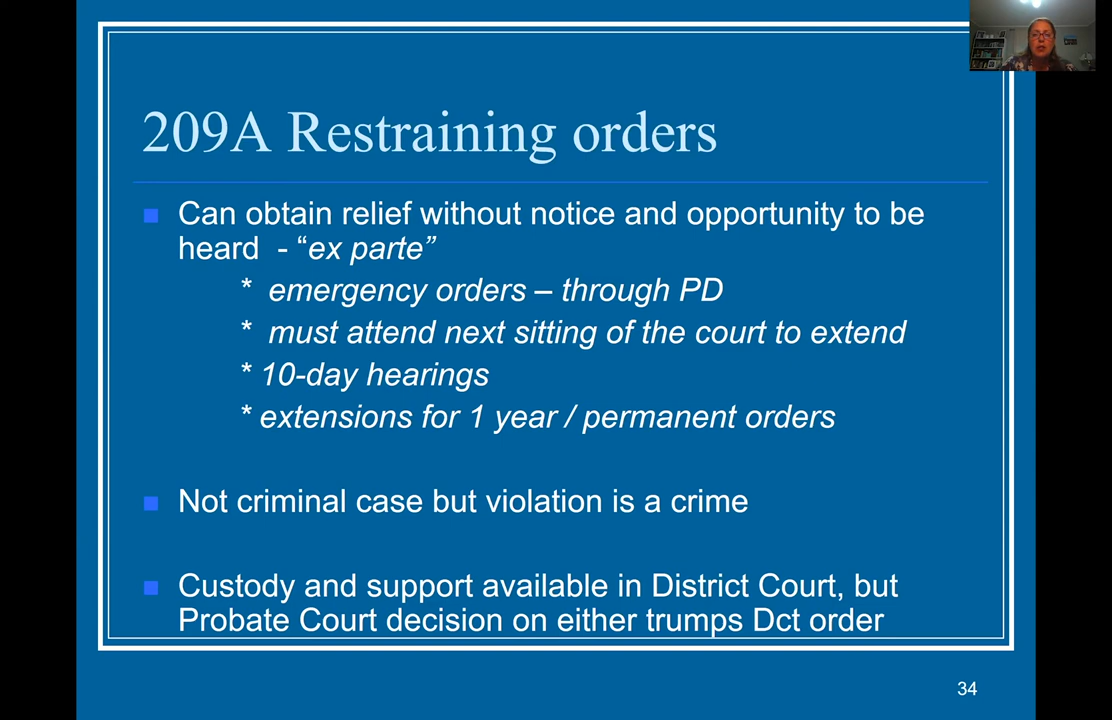 209A Restraining orders
Can obtain relief without notice and opportunity to be
heard - “ex parte”
* emergency orders – through PD
* must attend next sitting of the court to extend
* 10-day hearings
* extensions for 1 year / permanent orders
Not criminal case but violation is a crime
Custody and support available in District Court, but
Probate Court decision on either trumps Dct order
34